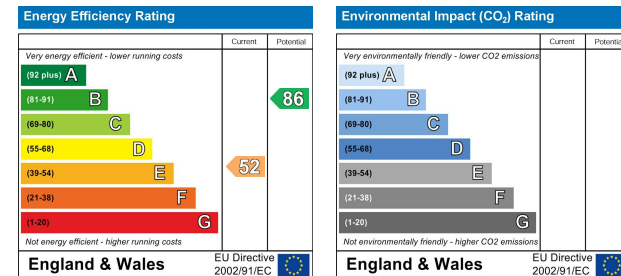 Energy Efficiency Rating
Current Potential
Very energy efficient - lower running costs
(92 plus) A
(81-91) B
86
(69-80) C
(55-68) D
(39-54) E
52
(21-38) F
(1-20) G
Not energy efficient - higher running costs
England & Wales
EU Directive
2002/91/EC
Environmental Impact (CO₂) Rating
Current Potentia
Very environmentally friendly - lower CO2 emissions
(92 plus) A
(81-91) B
(69-80) C
(55-68) D
(39-54) E
(21-38) F
(1-20) G
Not environmentally friendly - higher CO2 emissions
England & Wales
EU Directive
2002/91/EC